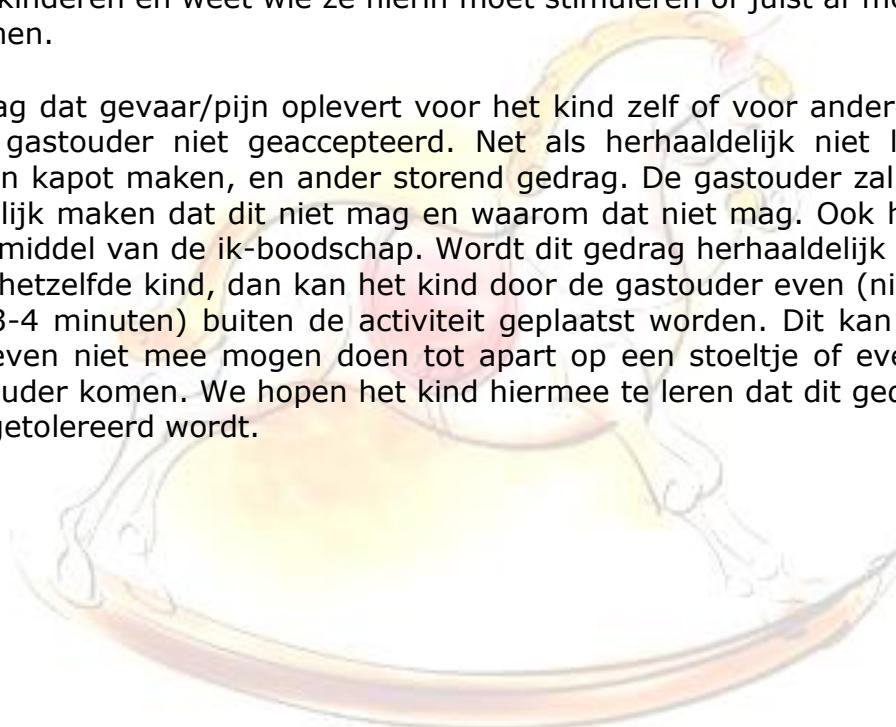 kinderen en weet wie ze hierin moet stimuleren of juist af
nen.
ag dat gevaar/pijn oplevert voor het kind zelf of voor ander
gastouder niet geaccepteerd. Net als herhaaldelijk niet
n kapot maken, en ander storend gedrag. De gastouder zal
lijk maken dat dit niet mag en waarom dat niet mag. Ook
middel van de ik-boodschap. Wordt dit gedrag herhaaldelijk
hetzelfde kind, dan kan het kind door de gastouder even (ni
3-4 minuten) buiten de activiteit geplaatst worden. Dit kan
even niet mee mogen doen tot apart op een stoeltje of eve
uder komen. We hopen het kind hiermee te leren dat dit ged
getolereerd wordt.